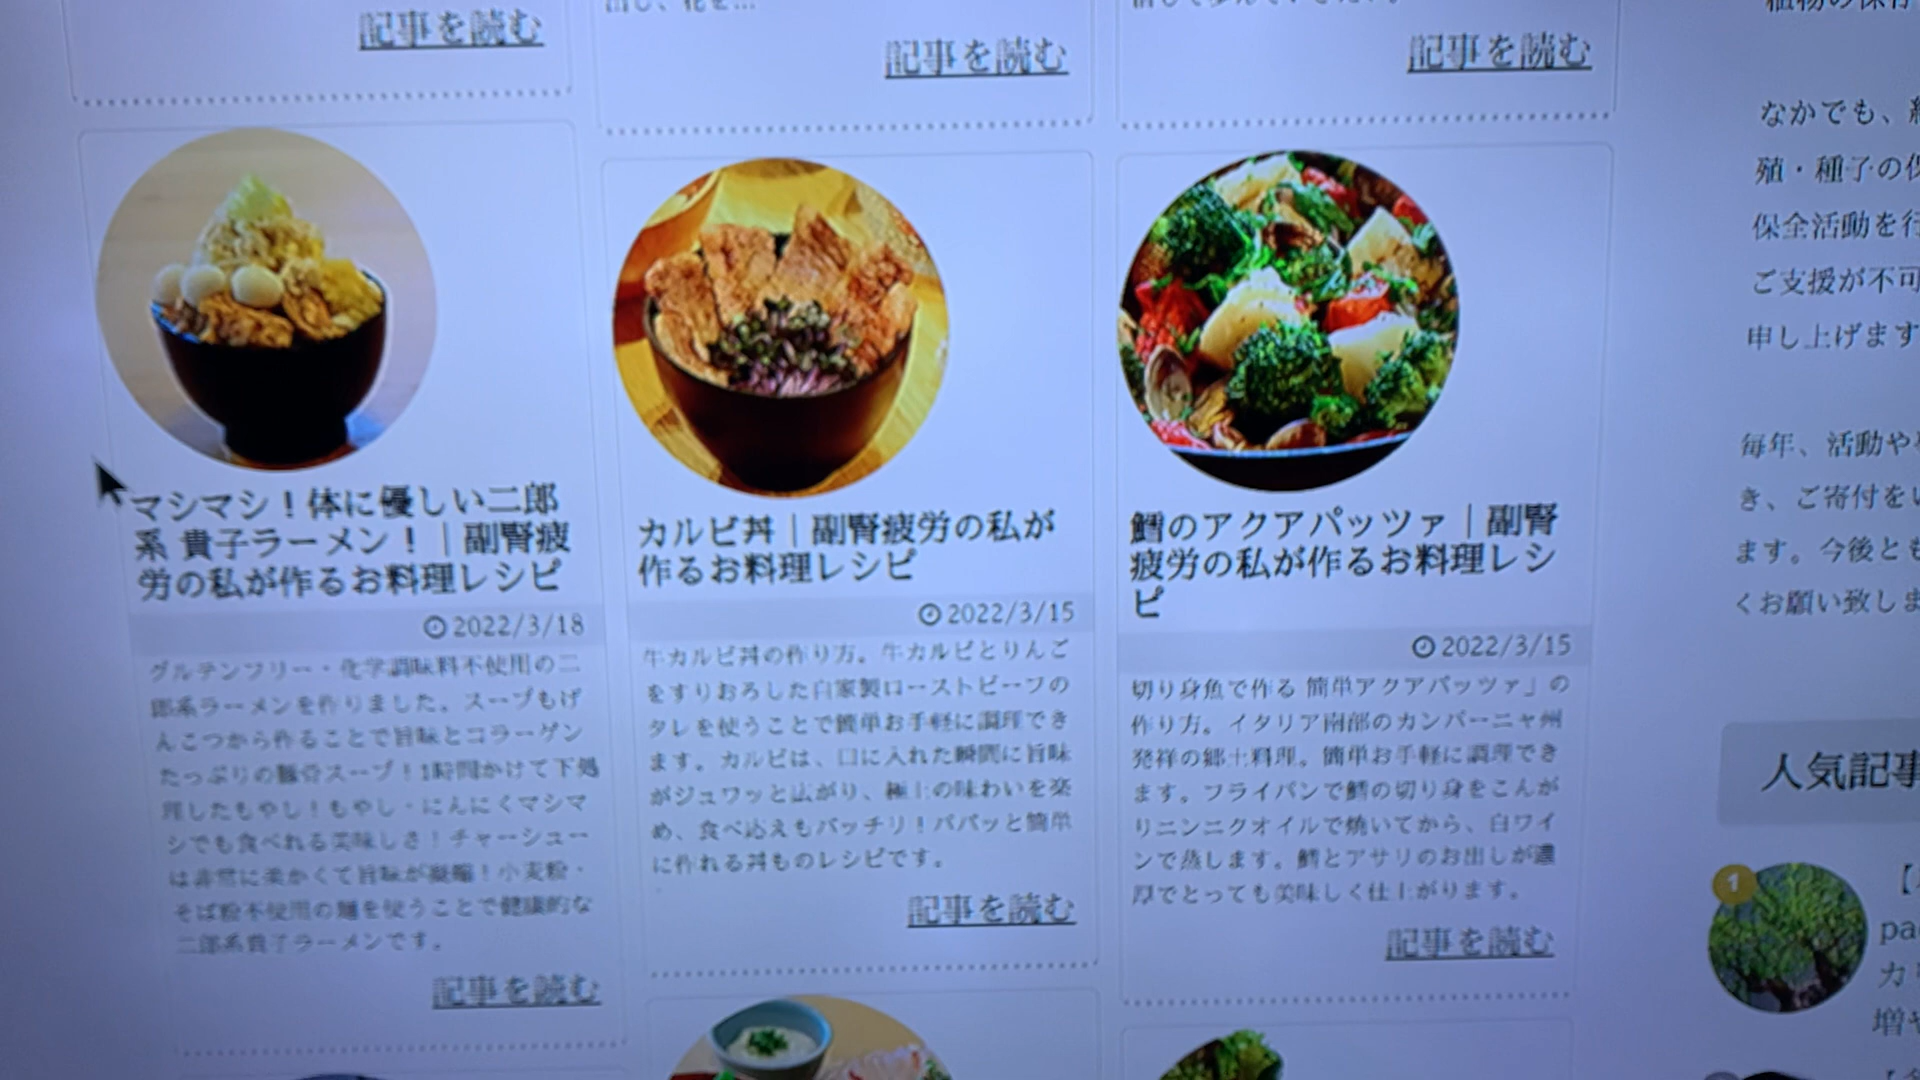 記事を読む
記事を読む
記事を読む
マシマシ！体に優しい二郎
系 貴子ラーメン！｜副腎疲
労の私が作るお料理レシピ
2022/3/18
グルテンフリー・化学調味料不使用の二
郎系ラーメンを作りました。スープもげ
んこつから作ることで旨味とコラーゲン
たっぷりの豚骨スープ！1時間かけて下処
理したもやし！もやし・にんにくマシマ
シでも食べれる美味しさ！チャーシュー
は非常に柔かくて旨味が凝縮！小麦粉・
そば粉不使用の麺を使うことで健康的な
二郎系貴子ラーメンです。
記事を読む
カルビ丼｜副腎疲労の私が
作るお料理レシピ
2022/3/15
牛カルビ丼の作り方。牛カルビとりんご
をすりおろした自家製ローストビーフの
タレを使うことで簡単お手軽に調理でき
ます。カルビは、口に入れた瞬間に旨味
がジュワッと広がり、極上の味わいを楽
め、食べ応えもバッチリ！パパッと簡単
に作れる丼ものレシピです。
記事を読む
鱈のアクアパッツァ｜副腎
疲労の私が作るお料理レシ
ピ
2022/3/15
切り身魚で作る 簡単アクアパッツァ」の
作り方。イタリア南部のカンパーニャ州
発祥の郷土料理。簡単お手軽に調理でき
ます。フライパンで鱈の切り身をこんが
りニンニクオイルで焼いてから、白ワイ
ンで蒸します。鱈とアサリのお出しが濃
厚でとっても美味しく仕上がります。
記事を読む
なかでも、
殖・種子の保
保全活動を行
ご支援が不可
申し上げます
毎年、活動や
き、ご寄付をい
ます。今後とも
くお願い致しま
人気記事
1
pa
カ
増や